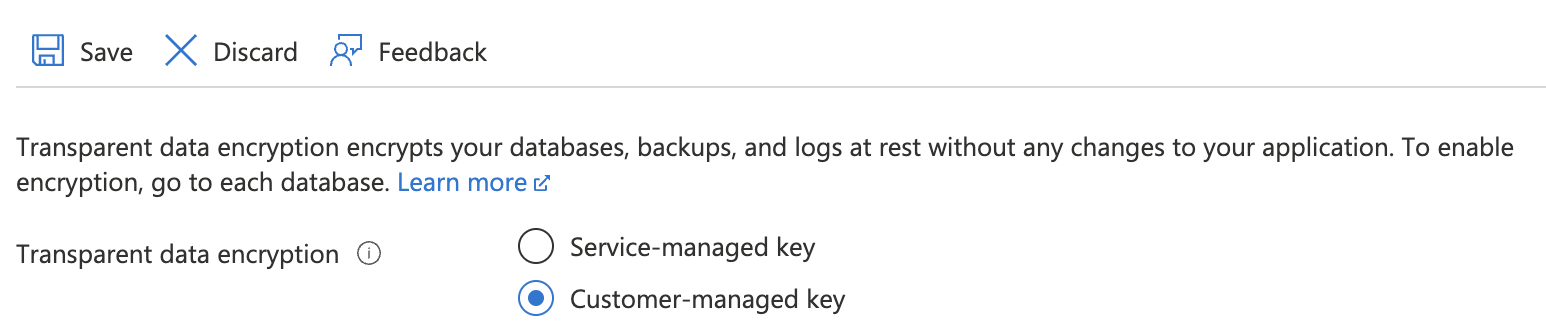 Save Discard Feedback
Transparent data encryption encrypts your databases, backups, and logs at rest without any changes to your application. To enable
encryption, go to each database. Learn more
Transparent data encryption
Service-managed key
Customer-managed key